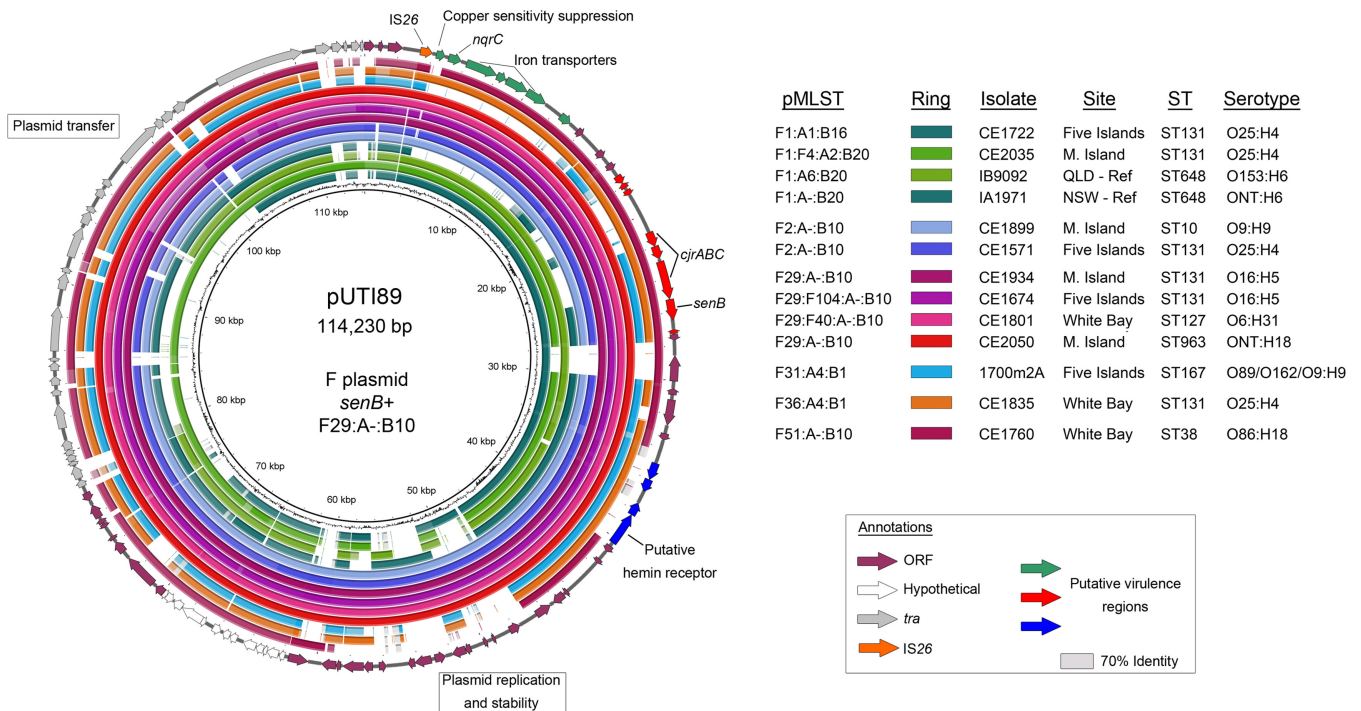 IS26
Copper sensitivity suppression
nqrC
Iron transporters
Plasmid transfer
cjrABC
senB
Putative
hemin receptor
Plasmid replication
and stability
110 kbp
10 kbp
100 kbp
20 kbp
90 kbp
30 kbp
80 kbp
40 kbp
70 kbp
50 kbp
60 kbp
pUTI89
114,230 bp
F plasmid
senB+
F29:A-:B10
pMLST Ring Isolate Site ST Serotype
F1:A1:B16 CE1722 Five Islands ST131 O25:H4
F1:F4:A2:B20 CE2035 M. Island ST131 O25:H4
F1:A6:B20 IB9092 QLD - Ref ST648 O153:H6
F1:A-:B20 IA1971 NSW - Ref ST648 ONT:H6
F2:A-:B10 CE1899 M. Island ST10 O9:H9
F2:A-:B10 CE1571 Five Islands ST131 O25:H4
F29:A-:B10 CE1934 M. Island ST131 O16:H5
F29:F104:A-:B10 CE1674 Five Islands ST131 O16:H5
F29:F40:A-:B10 CE1801 White Bay ST127 O6:H31
F29:A-:B10 CE2050 M. Island ST963 ONT:H18
F31:A4:B1 1700m2A Five Islands ST167 O89/O162/O9:H9
F36:A4:B1 CE1835 White Bay ST131 O25:H4
F51:A-:B10 CE1760 White Bay ST38 O86:H18
Annotations
ORF
Hypothetical
tra
IS26
Putative virulence
regions
70% Identity